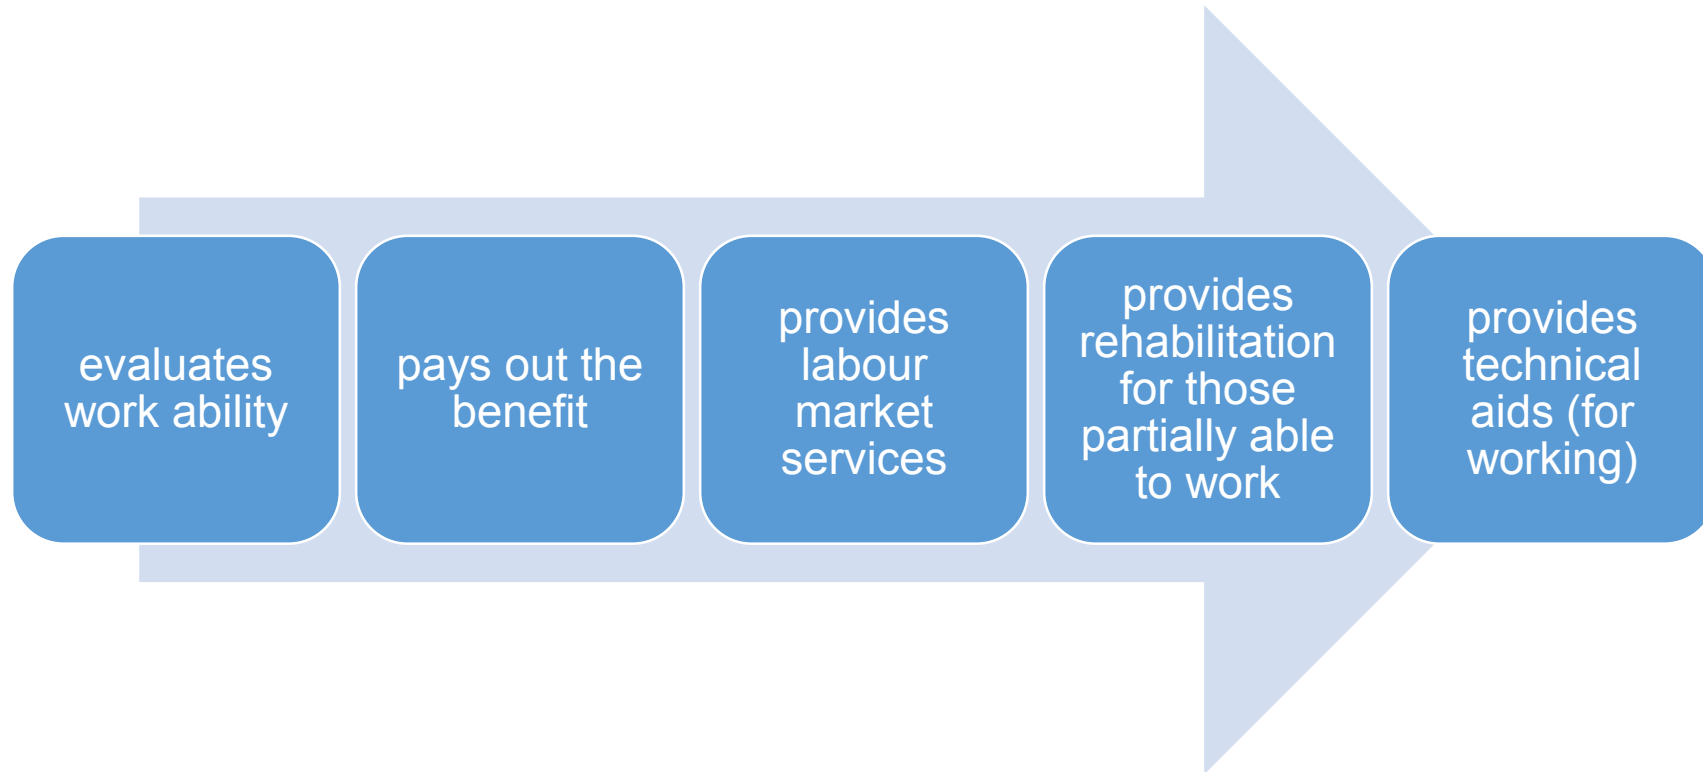 evaluates
work ability
pays out the
benefit
provides
labour
market
services
provides
rehabilitation
for those
partially able
to work
provides
technical
aids (for
working)